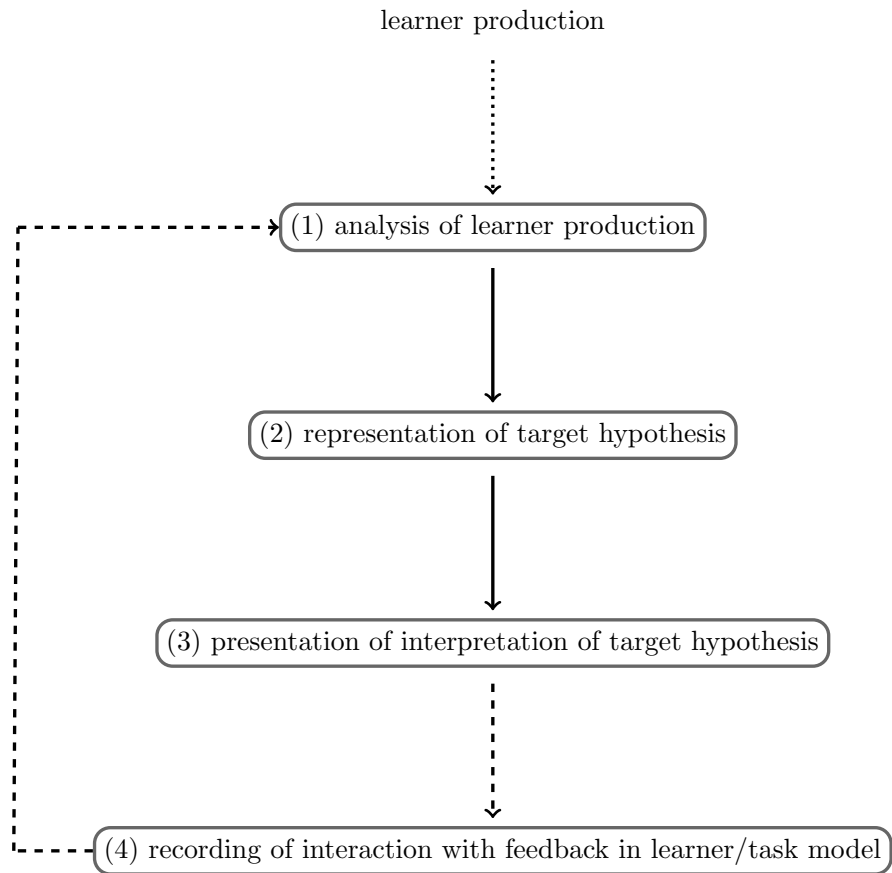 learner production
(1) analysis of learner production
(2) representation of target hypothesis
(3) presentation of interpretation of target hypothesis
(4) recording of interaction with feedback in learner/task model